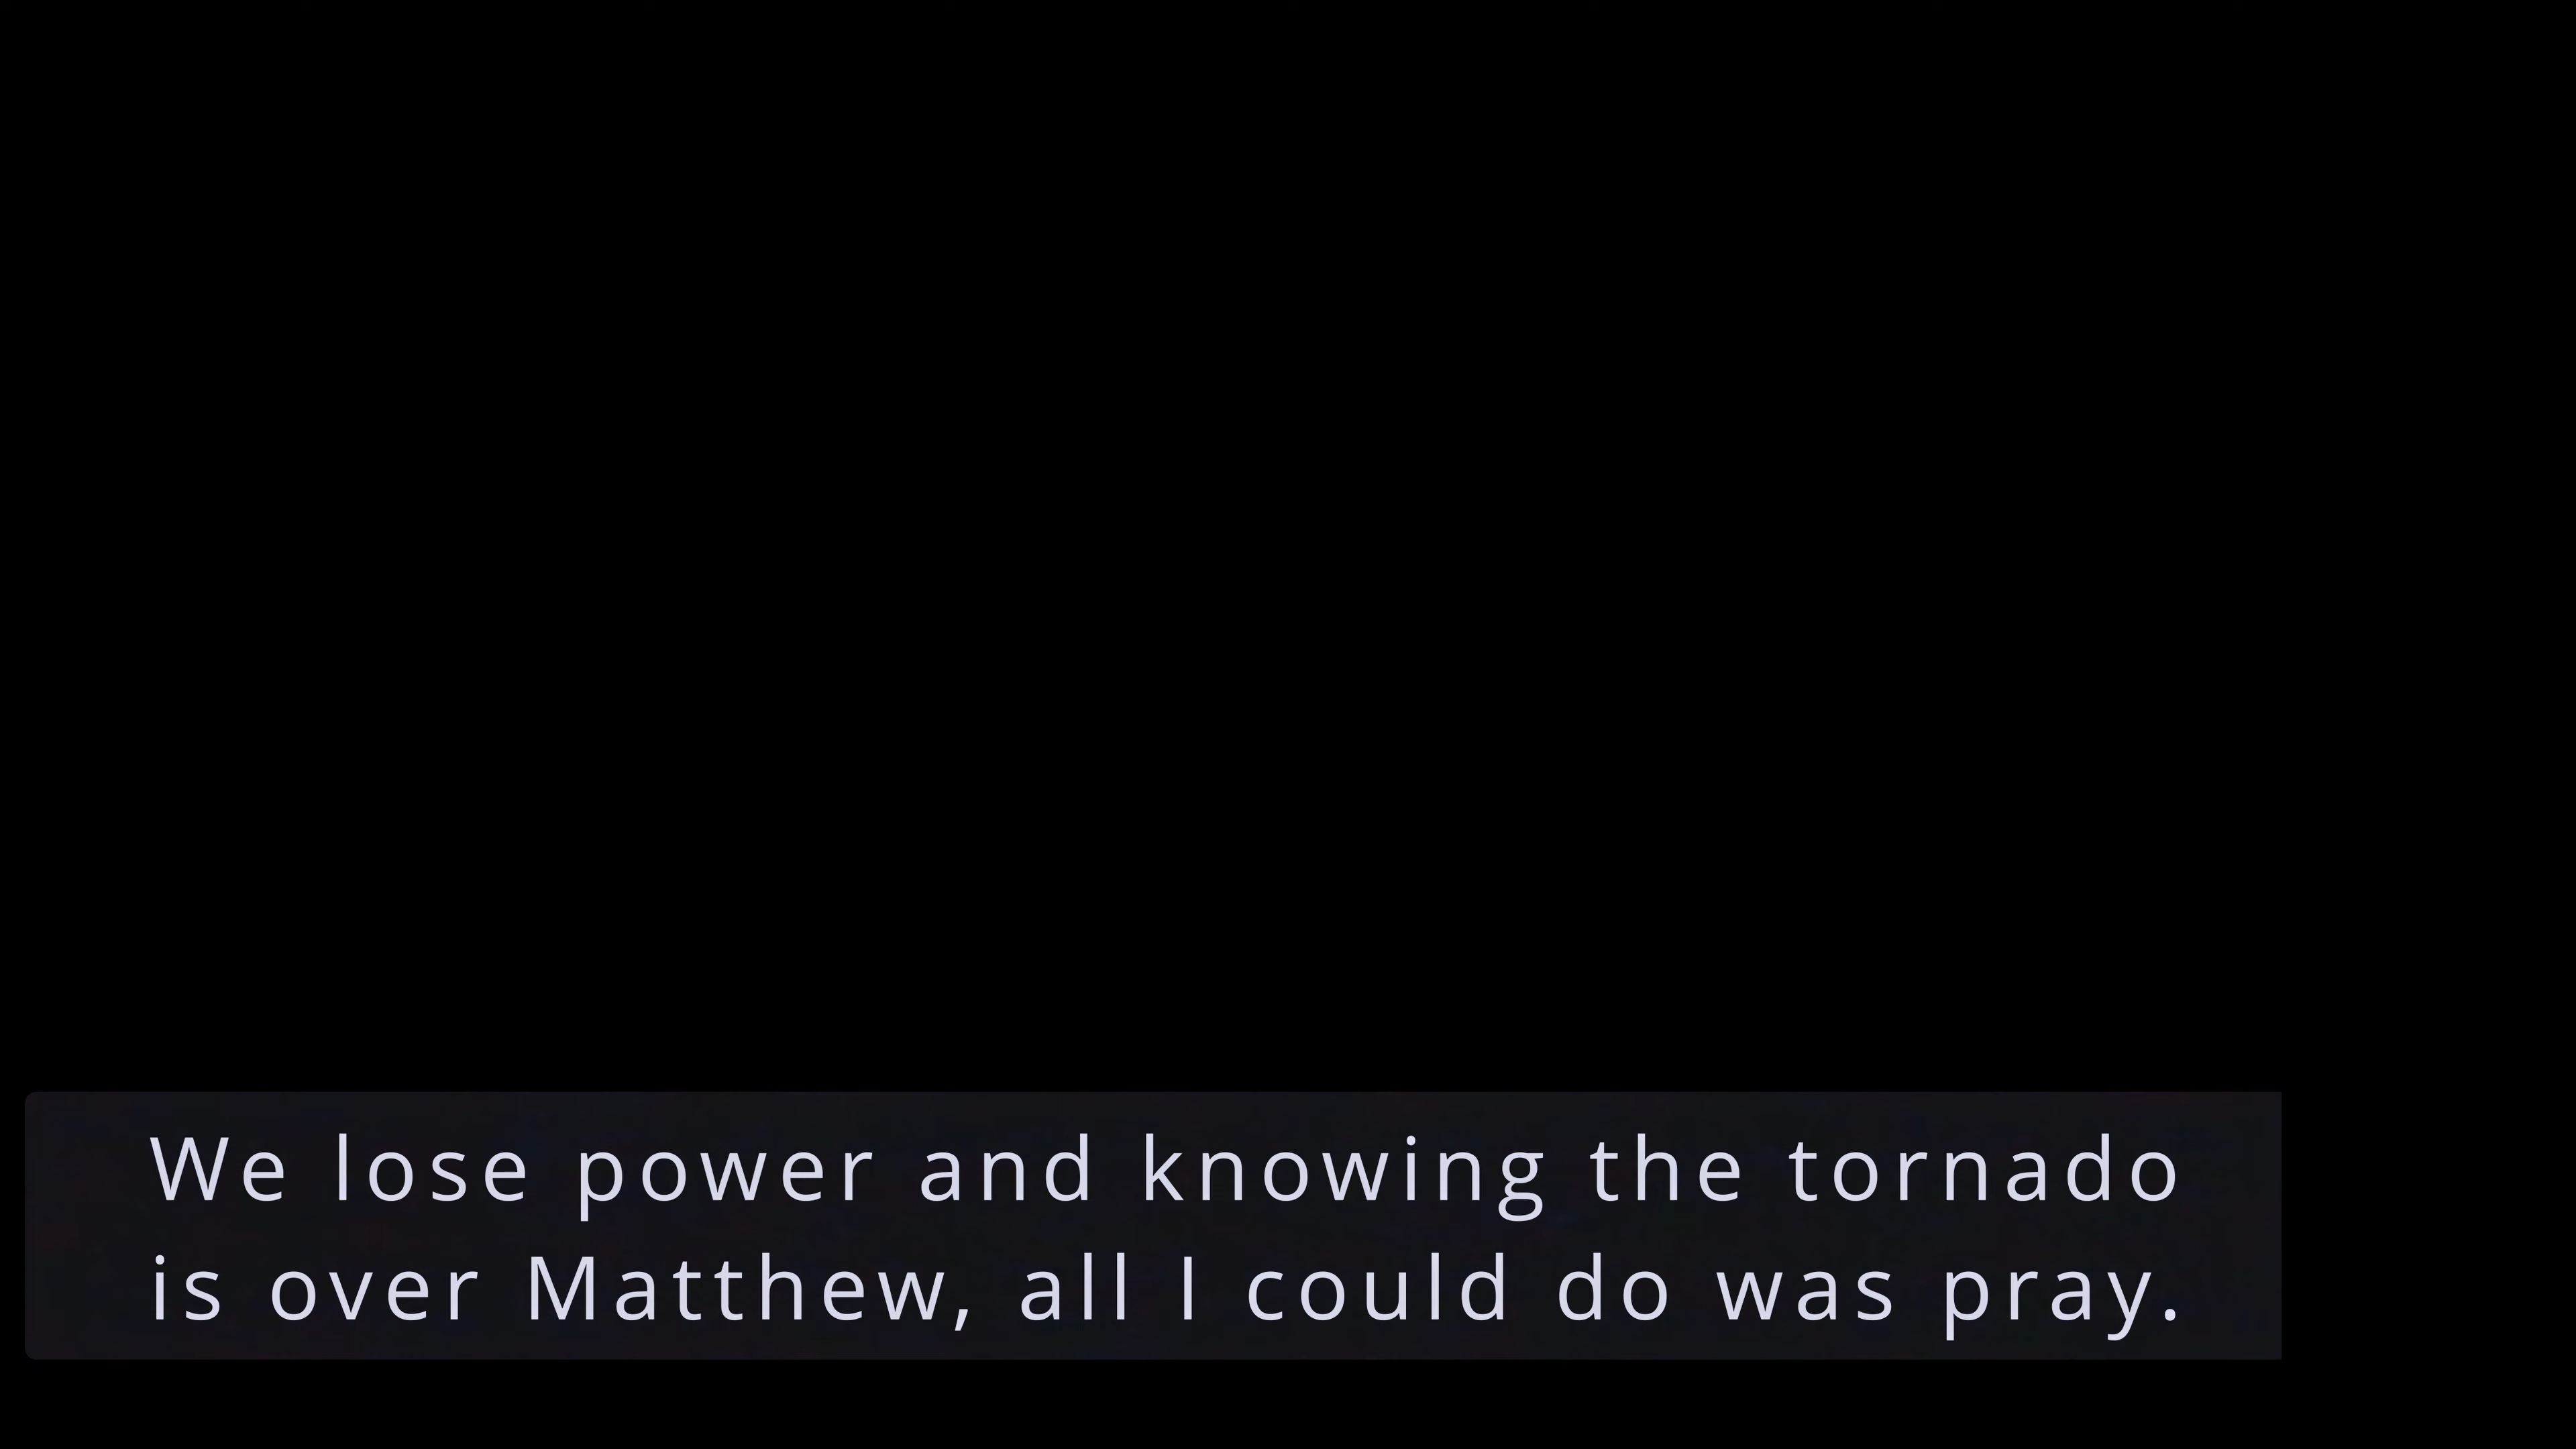 We lose power and knowing the tornado
is over Matthew, all I could do was pray.